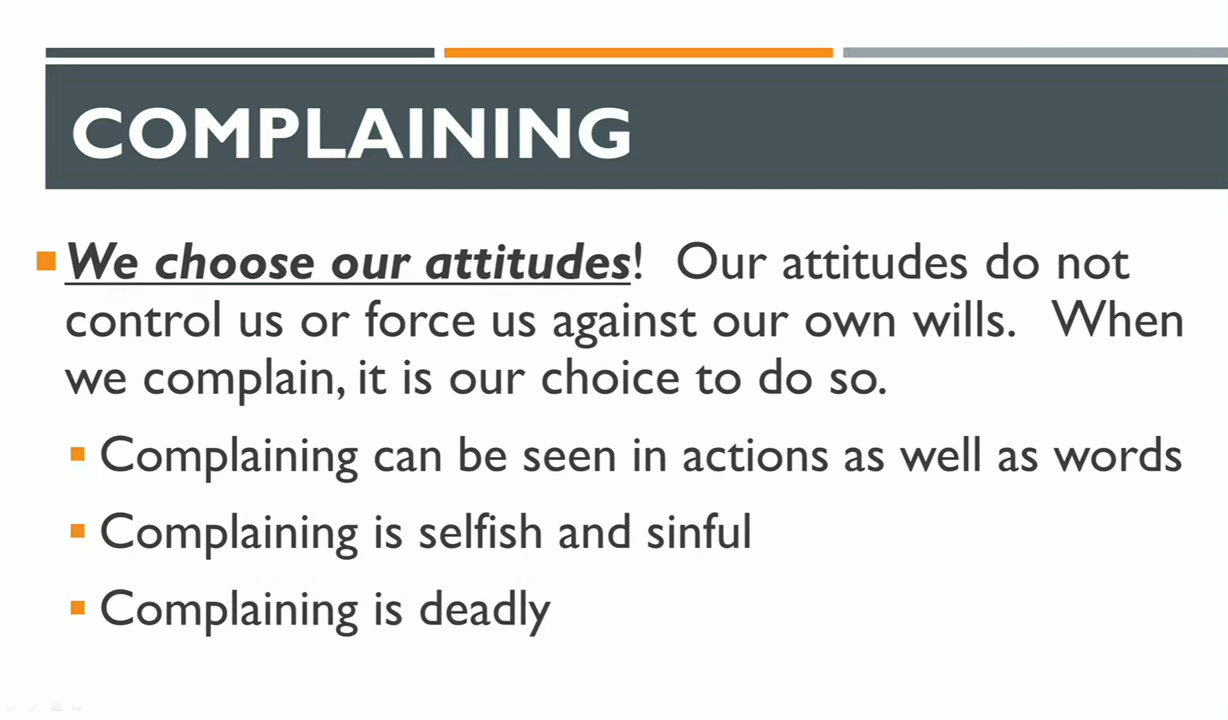 COMPLAINING
We choose our attitudes! Our attitudes do not
control us or force us against our own wills. When
we complain, it is our choice to do so.
Complaining can be seen in actions as well as words
Complaining is selfish and sinful
Complaining is deadly